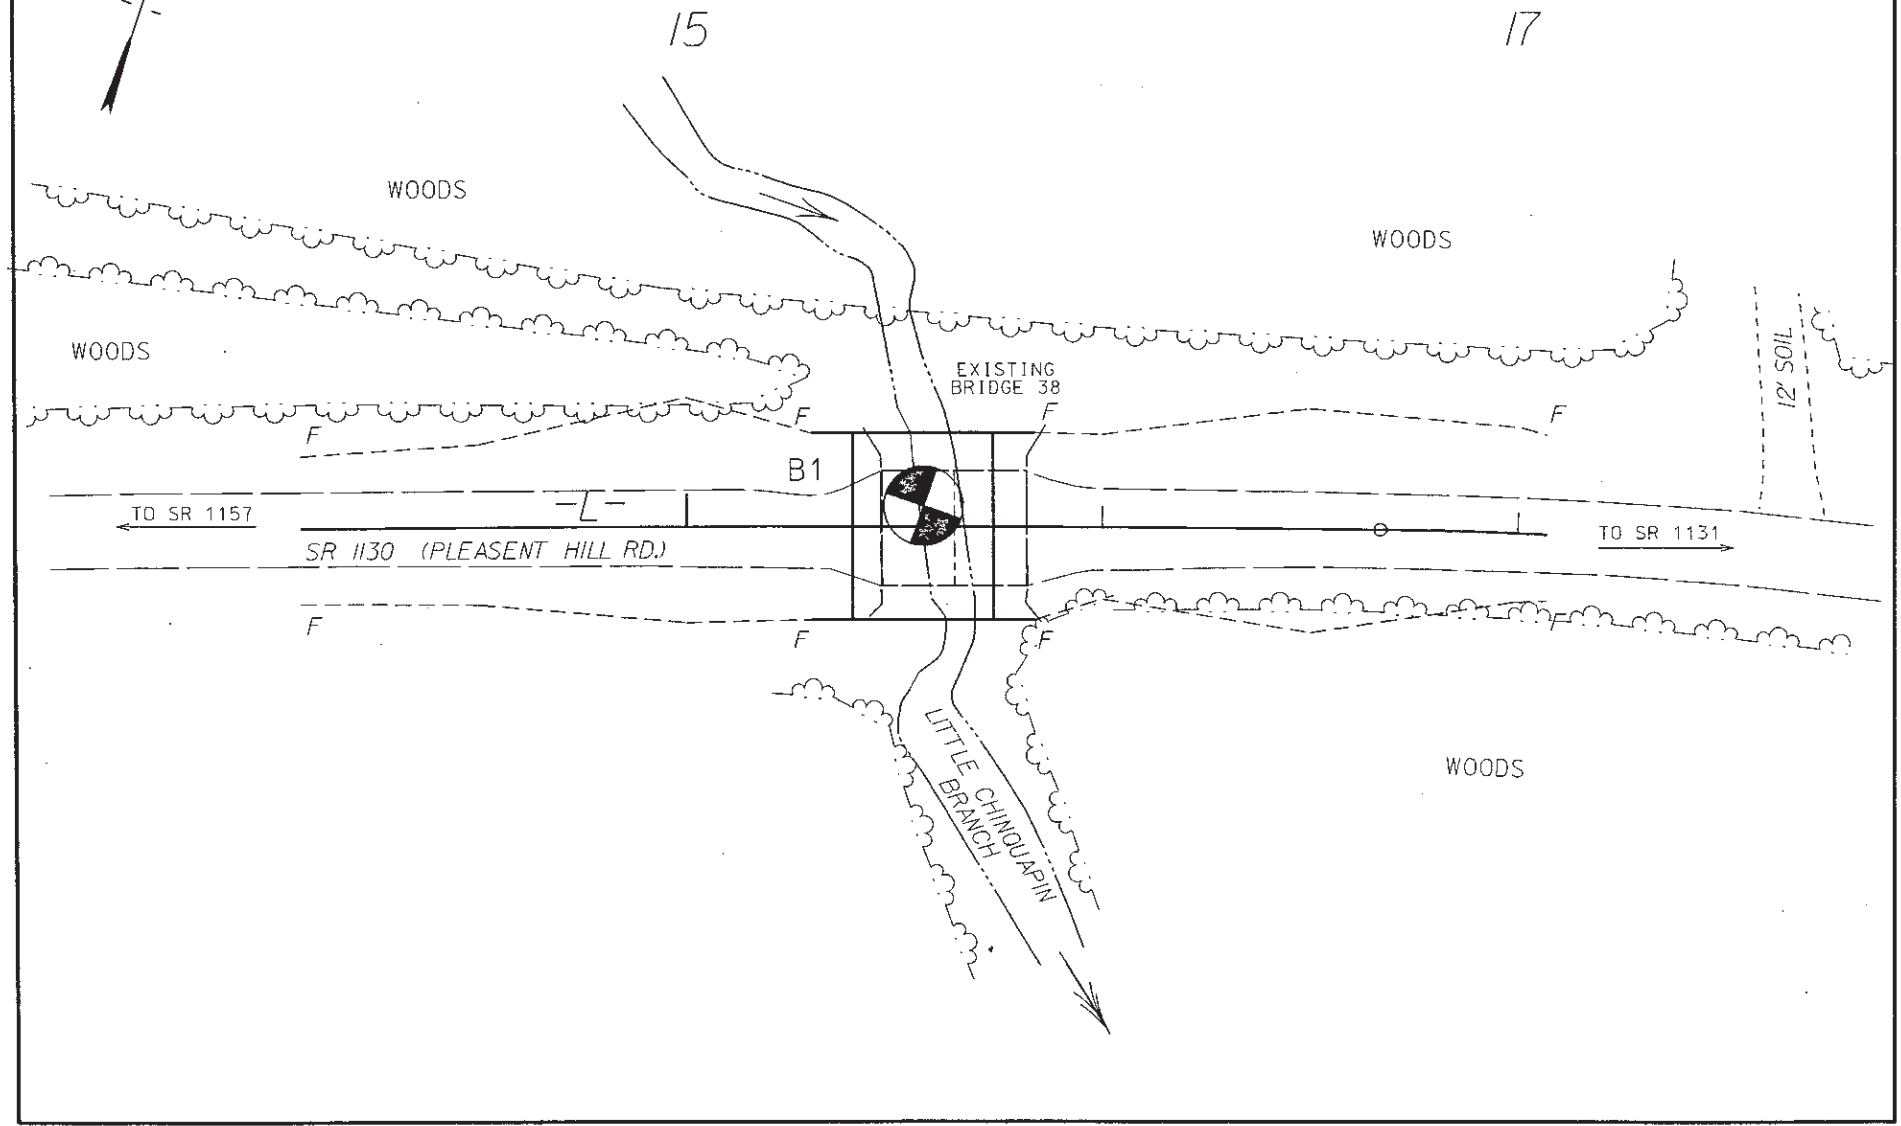 15
17
WOODS
WOODS
WOODS
EXISTING
BRIDGE 38
12' SOIL
F
F
F
F
B1
-L-
TO SR 1157
SR 1130 (PLEASENT HILL RD.)
TO SR 1131
F
F
F
F
LITTLE CHINQUAPIN
BRANCH
WOODS